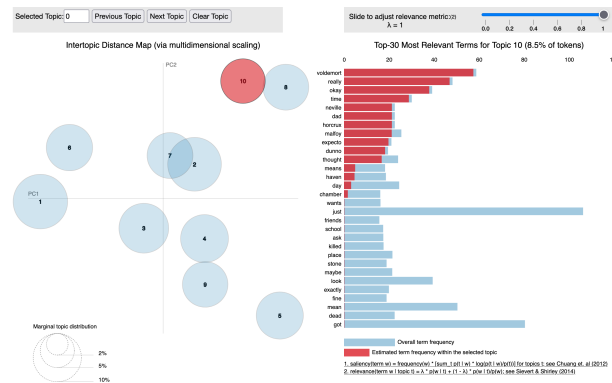 Selected Topic: 0 Previous Topic Next Topic Clear Topic
Slide to adjust relevance metric:(2)
λ = 1
0.0 0.2 0.4 0.6 0.8 1
Intertopic Distance Map (via multidimensional scaling)
PC2
PC1
10
8
6
7
2
1
3
4
9
5
Marginal topic distribution
2%
5%
10%
Top-30 Most Relevant Terms for Topic 10 (8.5% of tokens)
0 20 40 60 80 100 1
voldemort
really
okay
time
neville
dad
horcrux
malfoy
expecto
dunno
thought
means
haven
day
chamber
wants
just
friends
school
ask
killed
place
stone
maybe
look
exactly
fine
mean
dead
got
Overall term frequency
Estimated term frequency within the selected topic
1. saliency(term w) = frequency(w) * [sum_t p(t | w) * log(p(t | w)/p(t))] for topics t; see Chuang et. al (2012)
2. relevance(term w | topic t) = λ * p(w | t) + (1 - λ) * p(w | t)/p(w); see Sievert & Shirley (2014)